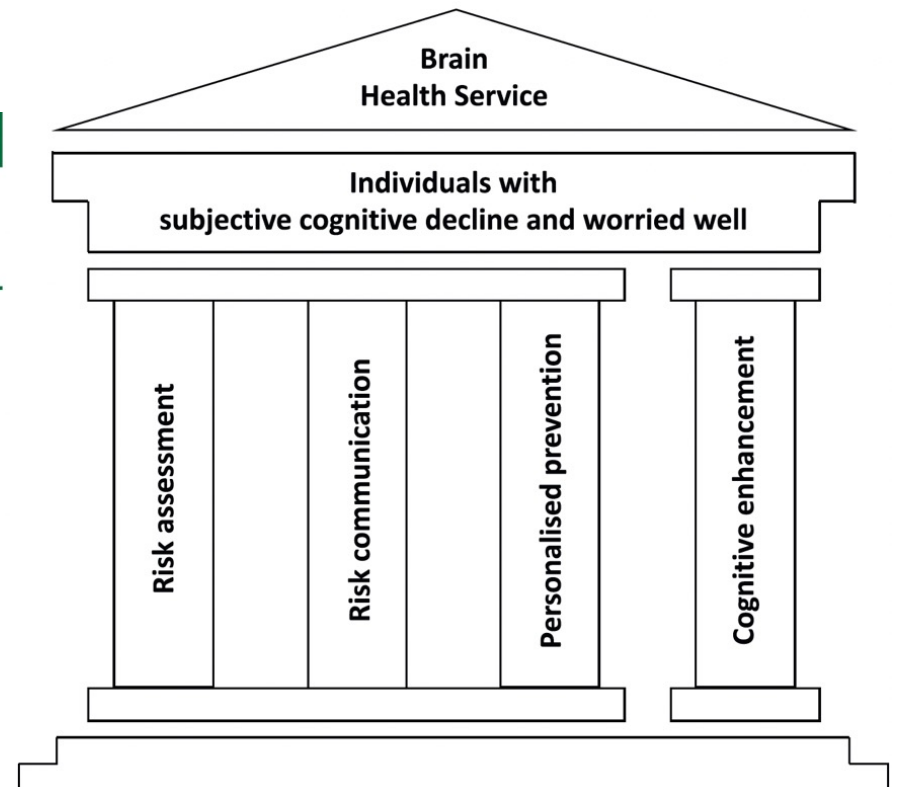 Brain
Health Service
Individuals with
subjective cognitive decline and worried well
Risk assessment
Risk communication
Personalised prevention
Cognitive enhancement